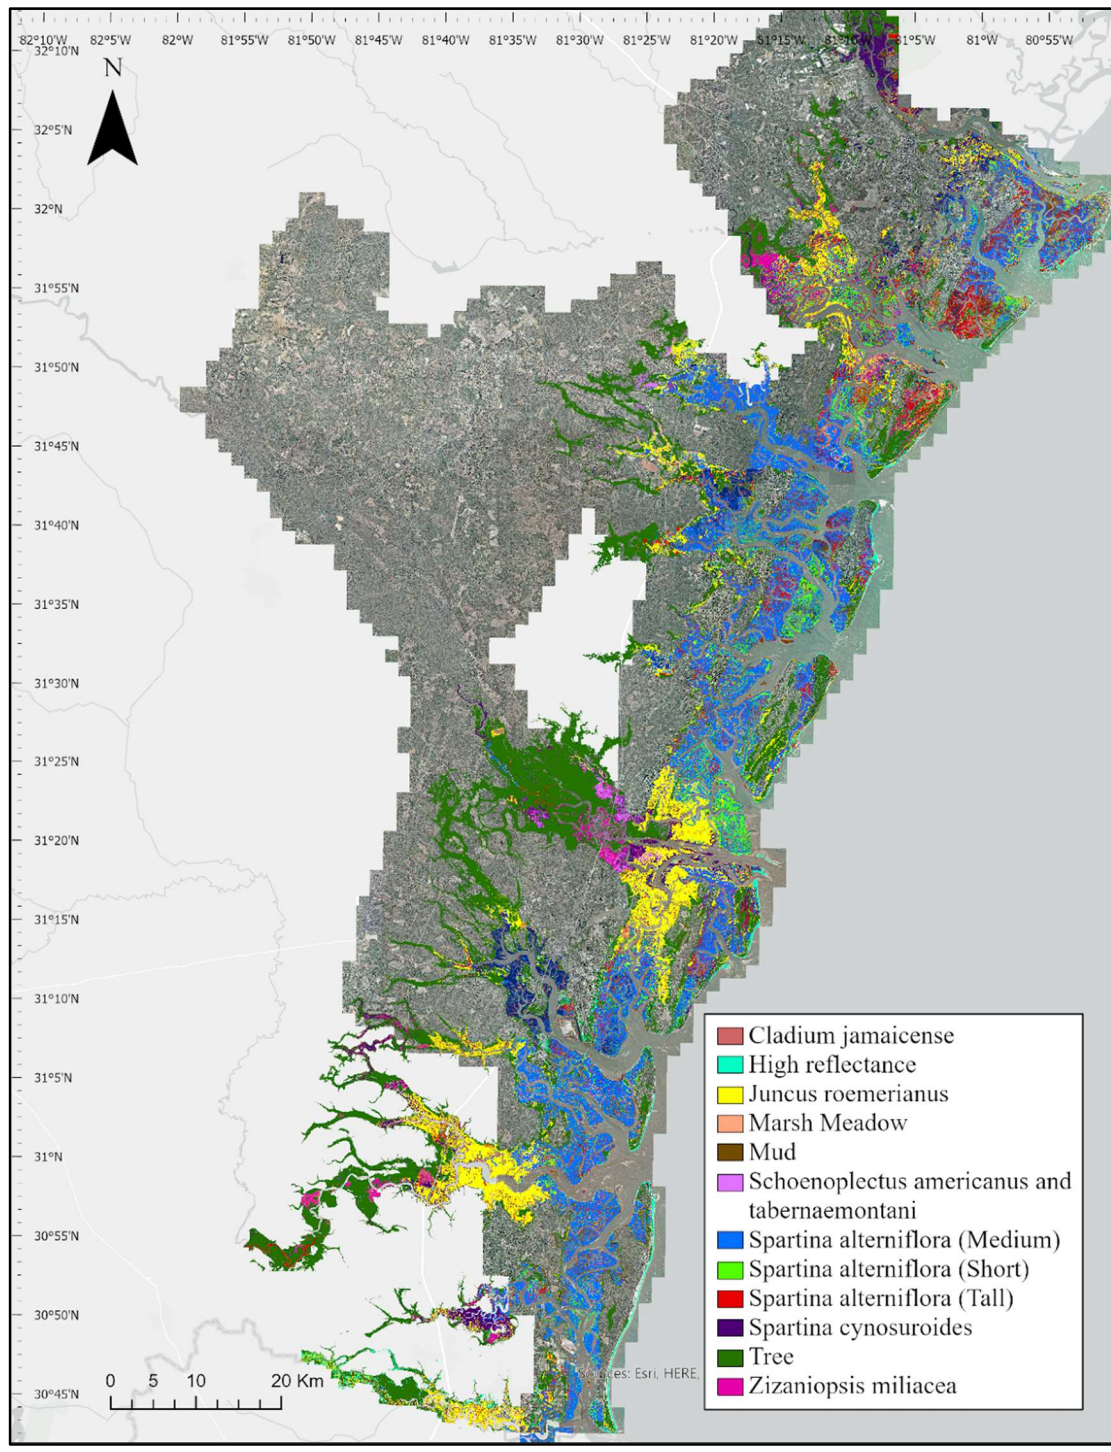 82°10'W 82°5'W 82°W 81°55'W 81°50'W 81°45'W 81°40'W 81°35'W 81°30'W 81°25'W 81°20'W 81°15'W 81°10'W 81°5'W 81°W 80°55'W
32°10'N
N
32°5'N
32°N
31°55'N
31°50'N
31°45'N
31°40'N
31°35'N
31°30'N
31°25'N
31°20'N
31°15'N
31°10'N
31°5'N
31°N
30°55'N
30°50'N
30°45'N
Cladium jamaicense
High reflectance
Juncus roemerianus
Marsh Meadow
Mud
Schoenoplectus americanus and
tabernaemontani
Spartina alterniflora (Medium)
Spartina alterniflora (Short)
Spartina alterniflora (Tall)
Spartina cynosuroides
Tree
Zizaniopsis miliacea
0 5 10 20 Km
Esri, HERE,